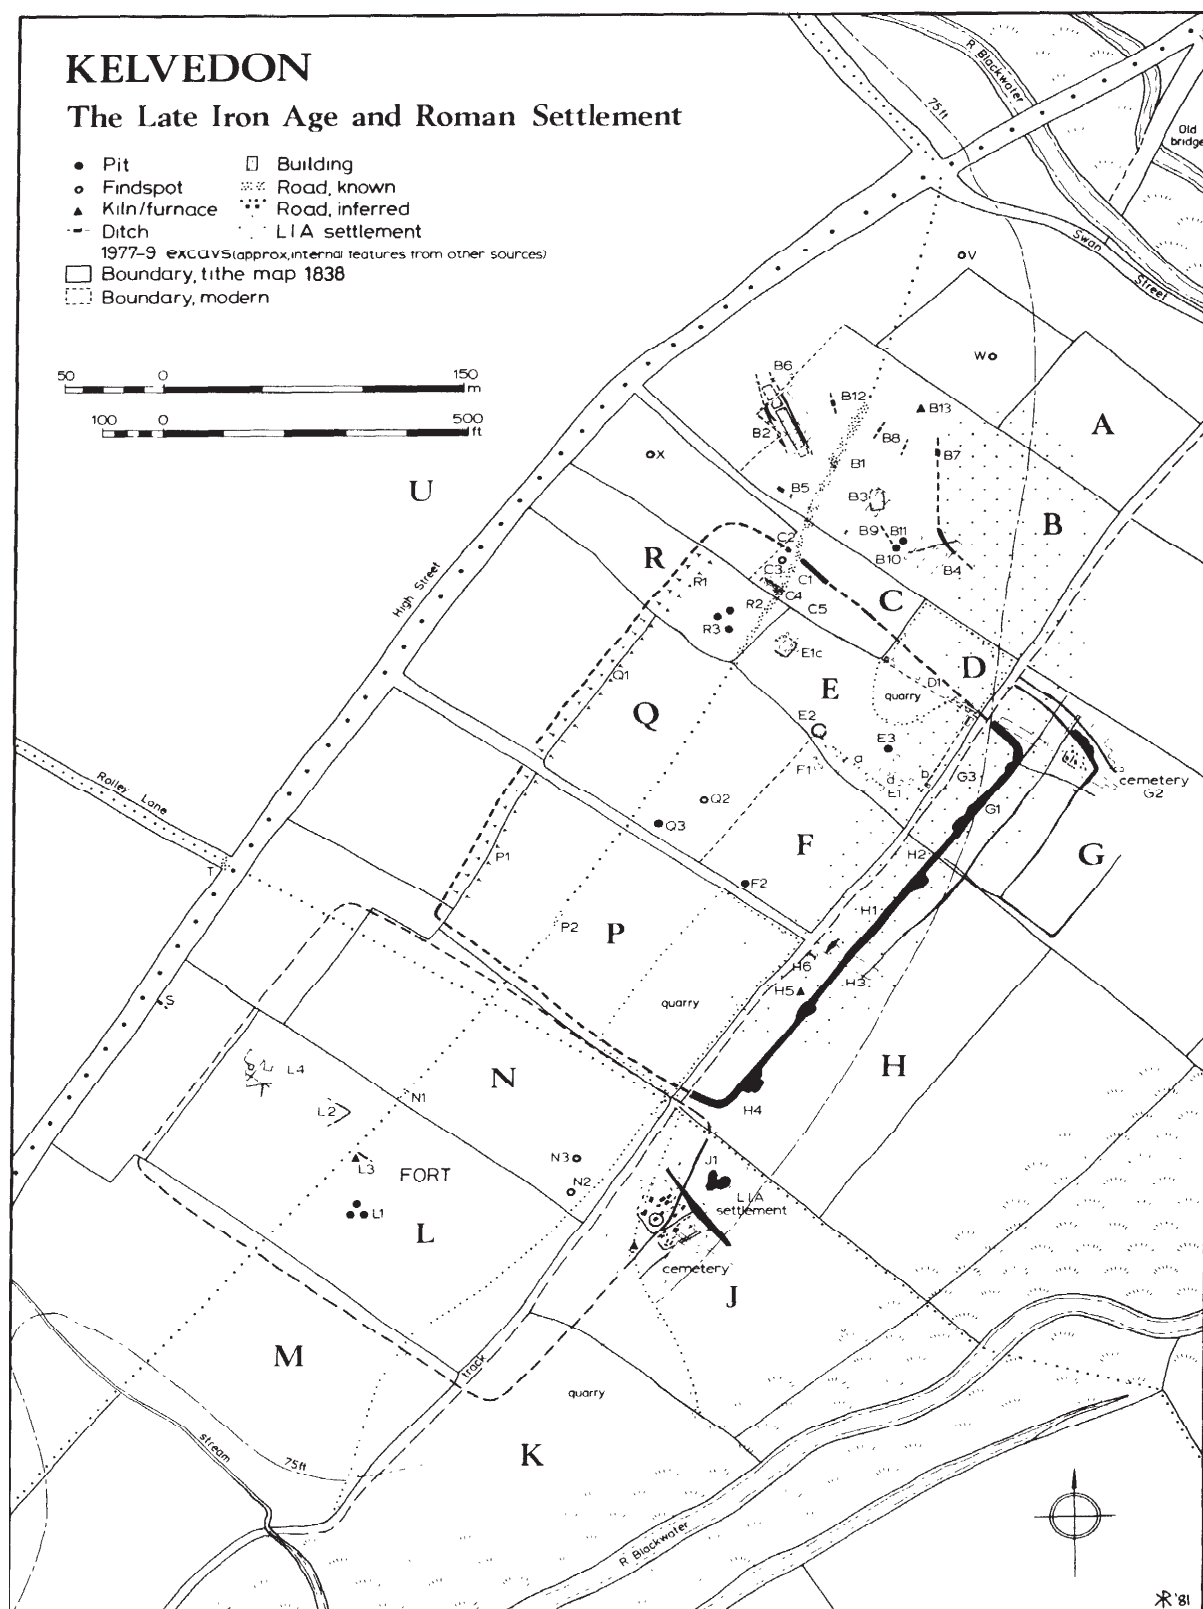 KELVEDON
The Late Iron Age and Roman Settlement
Pit
Building
Findspot
Road, known
Kiln/furnace
Road, inferred
Ditch
LIA settlement
1977-9 excavs (approx, internal features from other sources)
Boundary, tithe map 1838
Boundary, modern
50 0 150 m
100 0 500 ft
R Blackwater
75ft
Old bridge
Swan Street
V
W
A
B6
B12
B13
B2
B8
B7
B1
X
U
B5
B3
B
B9
B11
B10
B4
High Street
R
C2
C3
C1
R1
C4
C
R2
C5
R3
E1c
D
Q1
E
D1
Q
quarry
E2
E3
a
b
F1
d
E1
G3
cemetery
G2
Rolley Lane
Q2
G1
Q3
P1
F
H2
G
T
F2
H1
P2
P
H6
H3
S
quarry
H5
L4
N
H
N1
L2
H4
N3
J1
L3
FORT
N2
LIA
settlement
L1
L
cemetery
J
M
track
quarry
stream
75ft
K
R Blackwater
'81